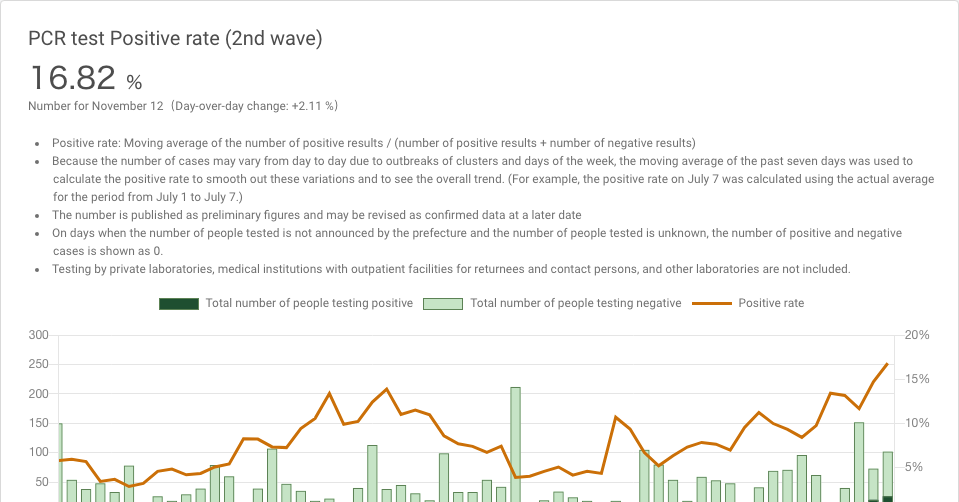 PCR test Positive rate (2nd wave)
16.82 %
Number for November 12 (Day-over-day change: +2.11 %)
• Positive rate: Moving average of the number of positive results / (number of positive results + number of negative results)
• Because the number of cases may vary from day to day due to outbreaks of clusters and days of the week, the moving average of the past seven days was used to
calculate the positive rate to smooth out these variations and to see the overall trend. (For example, the positive rate on July 7 was calculated using the actual average
for the period from July 1 to July 7.)
• The number is published as preliminary figures and may be revised as confirmed data at a later date
• On days when the number of people tested is not announced by the prefecture and the number of people tested is unknown, the number of positive and negative
cases is shown as 0.
• Testing by private laboratories, medical institutions with outpatient facilities for returnees and contact persons, and other laboratories are not included.
Total number of people testing positive Total number of people testing negative Positive rate
300 20%
250 15%
200
150 10%
100
50 5%